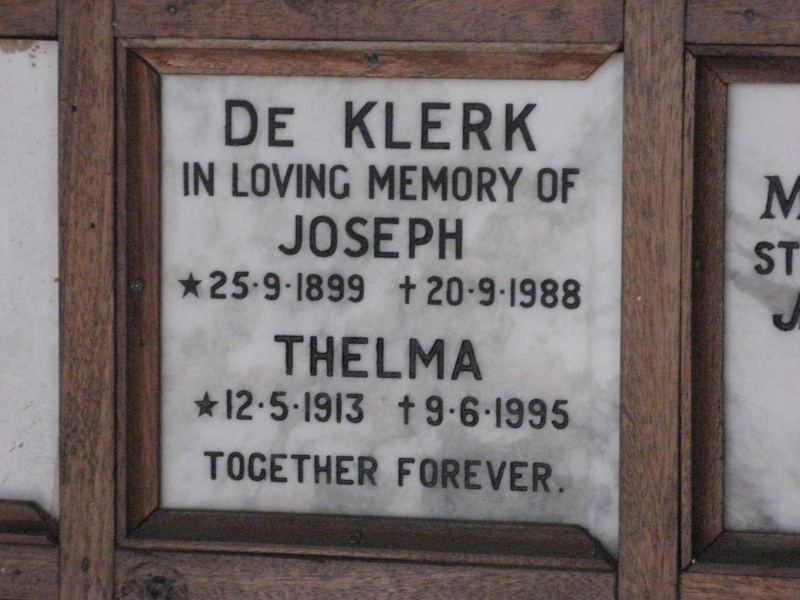 DE KLERK
IN LOVING MEMORY OF
JOSEPH
★25·9·1899 †20·9·1988
THELMA
★12·5·1913 †9·6·1995
TOGETHER FOREVER.